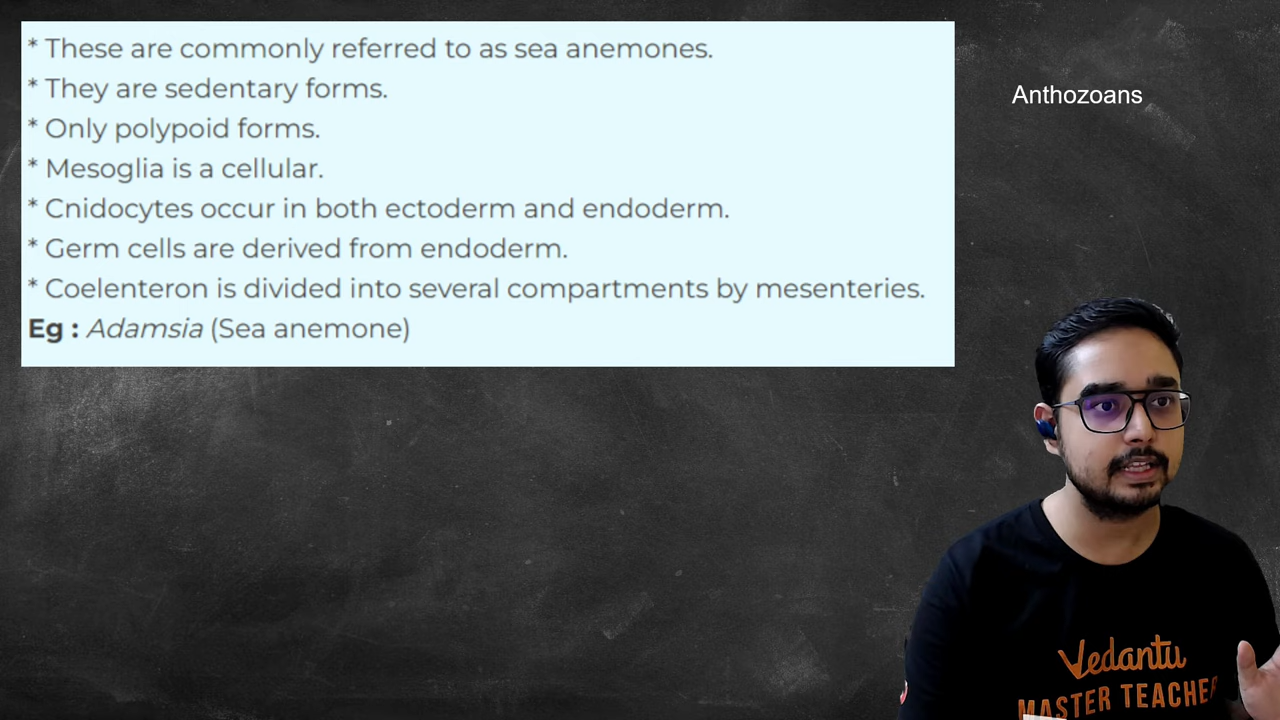 * These are commonly referred to as sea anemones.
* They are sedentary forms.
* Only polypoid forms.
* Mesoglia is a cellular.
* Cnidocytes occur in both ectoderm and endoderm.
* Germ cells are derived from endoderm.
* Coelenteron is divided into several compartments by mesenteries.
Eg : Adamsia (Sea anemone)
Anthozoans
Vedantu
MASTER TEACHER